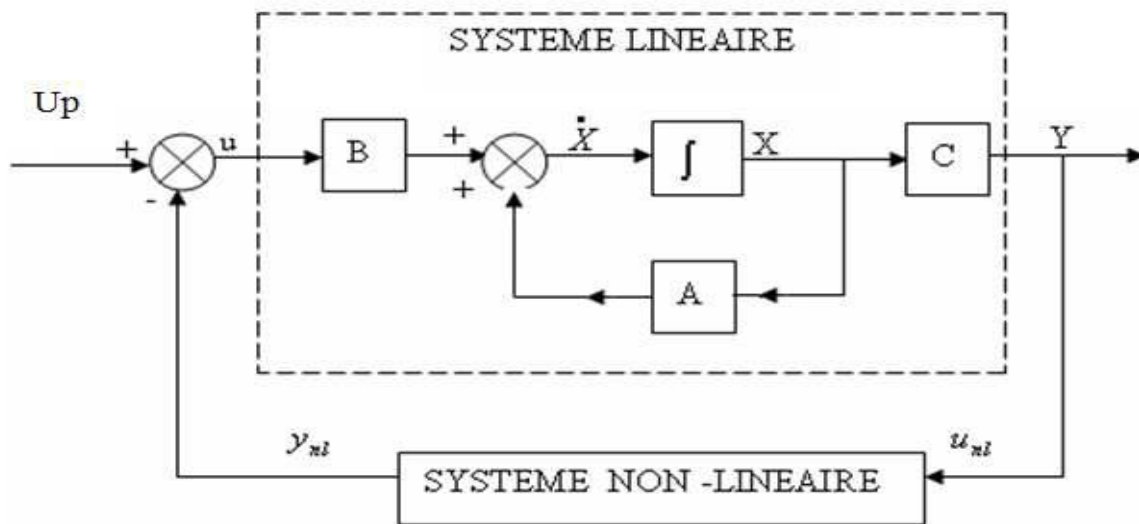 SYSTEME LINEAIRE
Up
+
-
u
B
+
+
Ẋ
∫
X
C
Y
A
y_nl
u_nl
SYSTEME NON -LINEAIRE